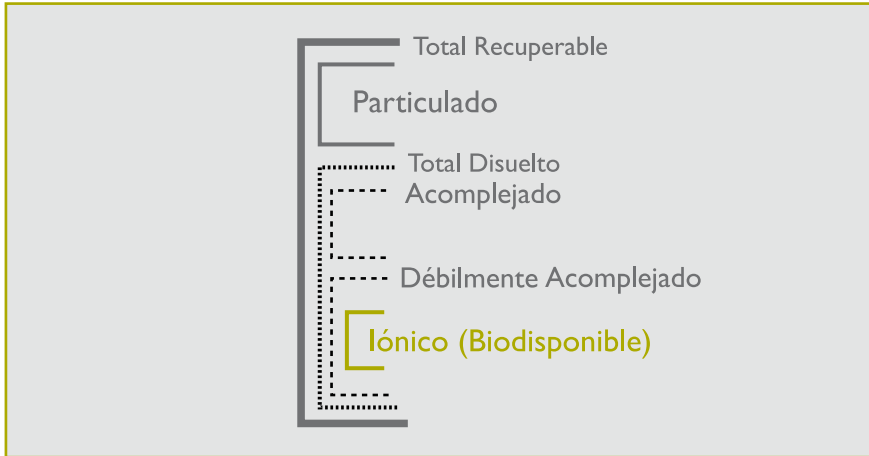 Total Recuperable
Particulado
Total Disuelto
Acomplejado
Débilmente Acomplejado
Iónico (Biodisponible)